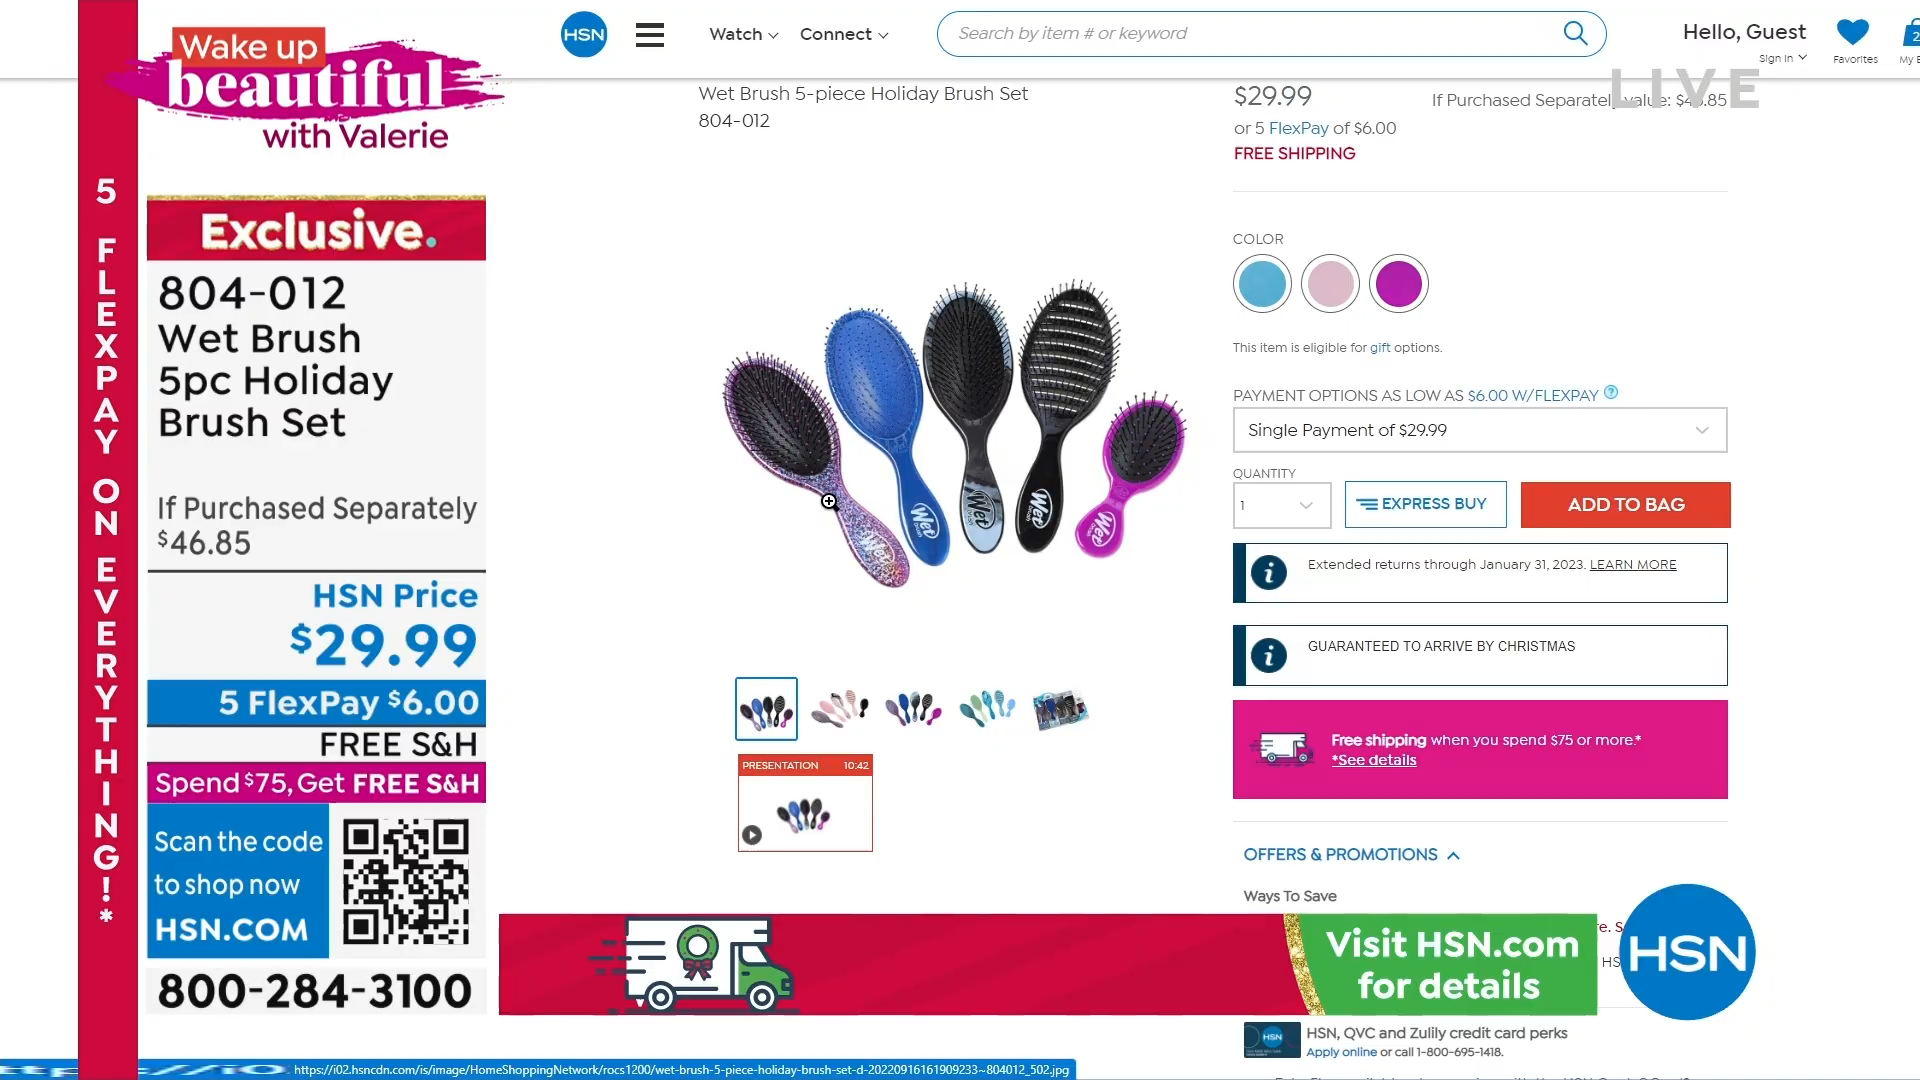 Wake up
beautiful
with Valerie
5 FLEXPAY ON EVERYTHING!*
Exclusive.
804-012
Wet Brush
5pc Holiday
Brush Set
If Purchased Separately
$46.85
HSN Price
$29.99
5 FlexPay $6.00
FREE S&H
Spend $75, Get FREE S&H
Scan the code
to shop now
HSN.COM
800-284-3100
HSN
Watch
Connect
Search by item # or keyword
Hello, Guest
Sign In
Favorites
2
My
LIVE
Wet Brush 5-piece Holiday Brush Set
804-012
$29.99
If Purchased Separately value: $46.85
or 5 FlexPay of $6.00
FREE SHIPPING
COLOR
This item is eligible for gift options.
PAYMENT OPTIONS AS LOW AS $6.00 W/FLEXPAY ?
Single Payment of $29.99
QUANTITY
1
EXPRESS BUY
ADD TO BAG
Extended returns through January 31, 2023. LEARN MORE
GUARANTEED TO ARRIVE BY CHRISTMAS
Free shipping when you spend $75 or more.*
*See details
Wet
Wet
Wet
Wet
Wet
PRESENTATION 10:42
OFFERS & PROMOTIONS
Ways To Save
Visit HSN.com
for details
HSN
HSN, QVC and Zulily credit card perks
Apply online or call 1-800-695-1418.
https://i02.hsncdn.com/is/image/HomeShoppingNetwork/rocs1200/wet-brush-5-piece-holiday-brush-set-d-20220916161909233~804012_502.jpg